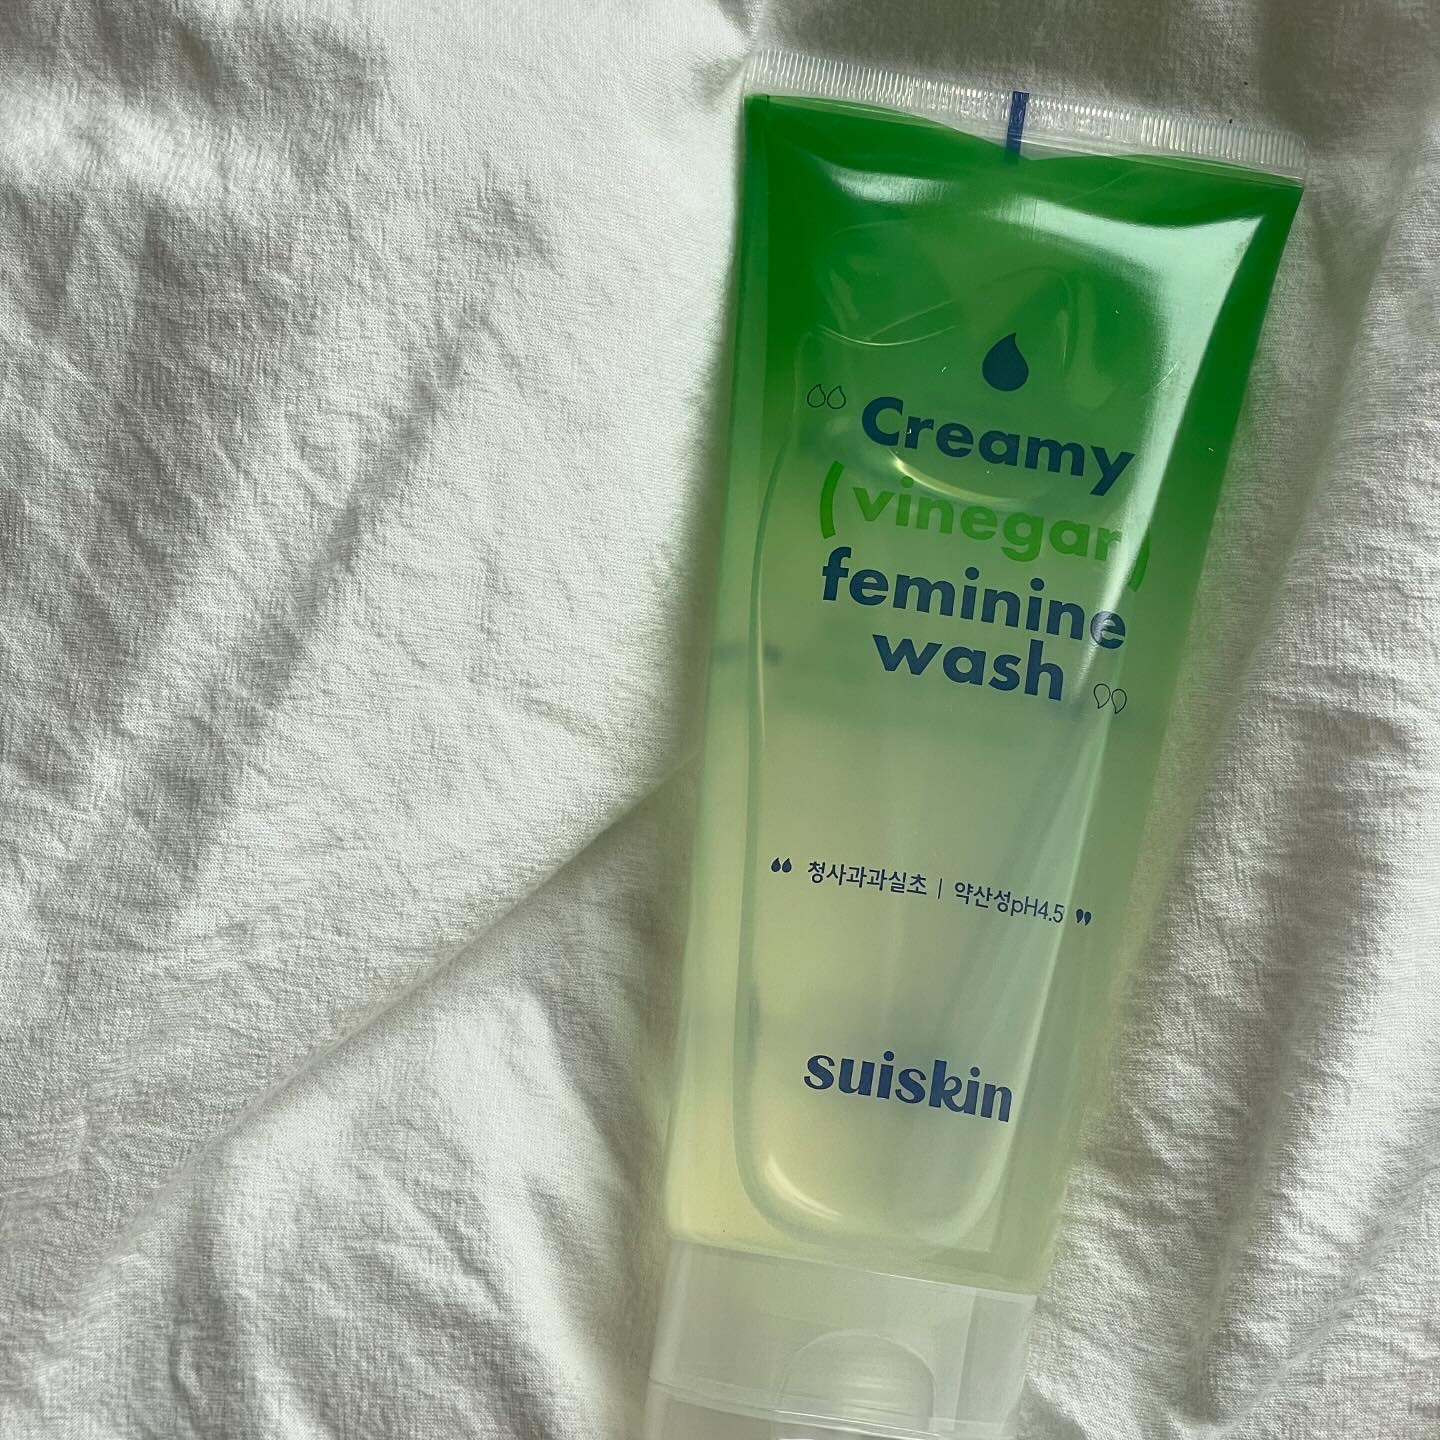 Creamy
(vinegar)
feminine
wash
청사과과실초 | 약산성pH4.5
suiskin